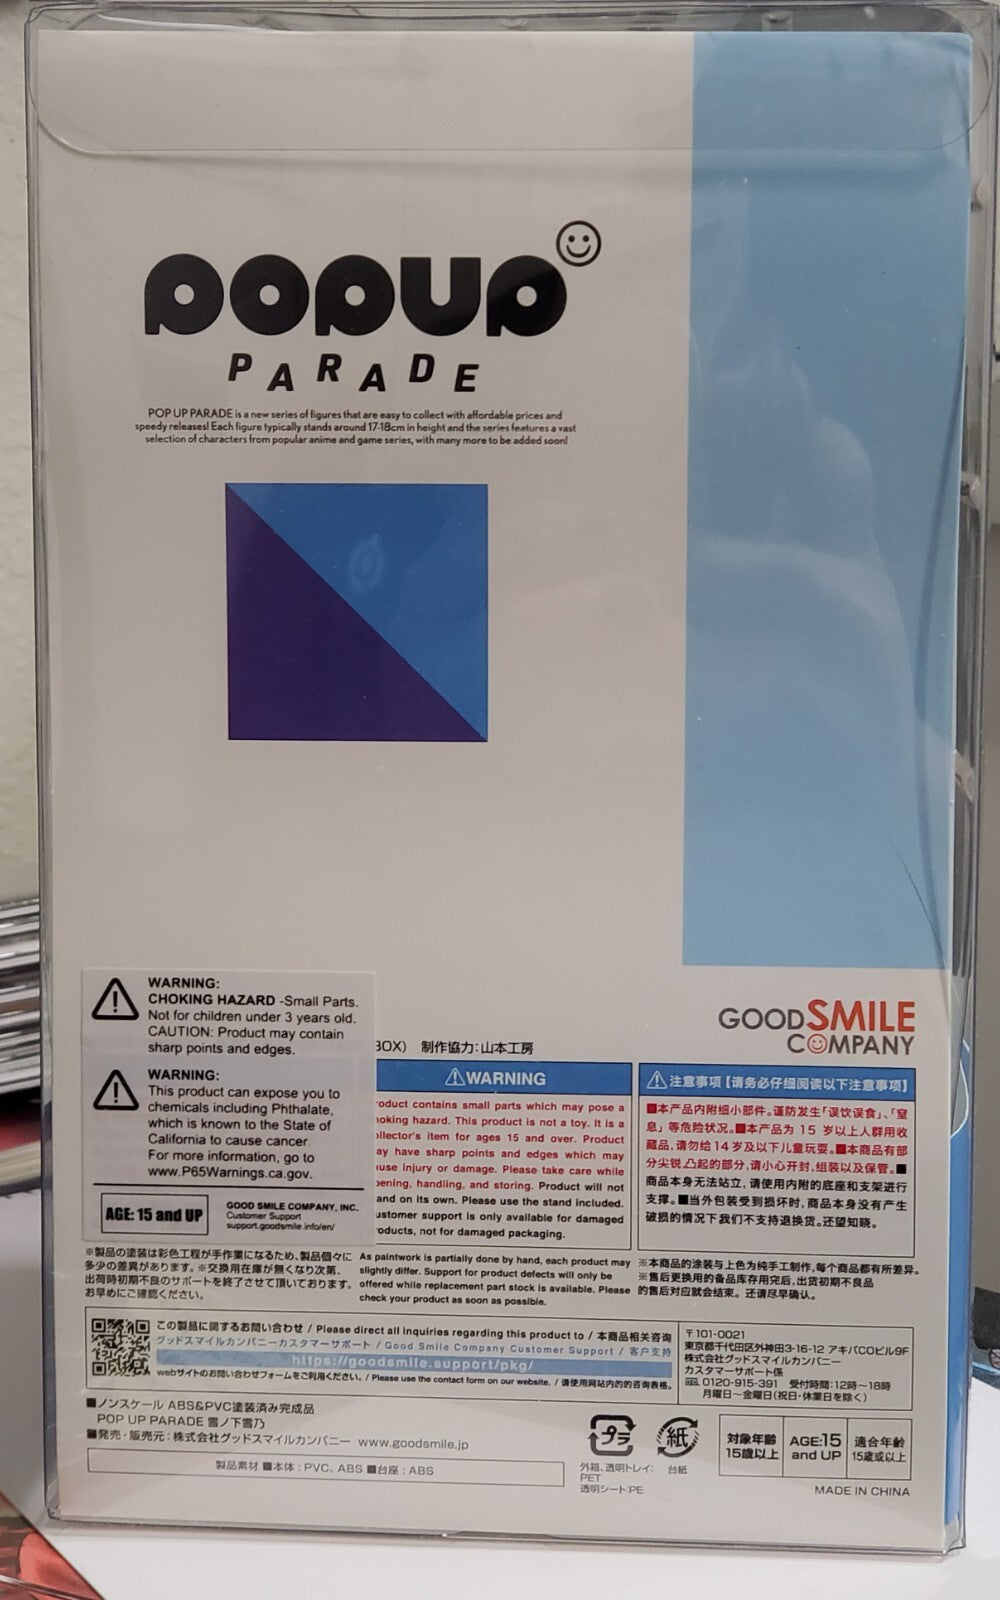 POPUP
PARADE
POP UP PARADE is a new series of figures that are easy to collect with affordable prices and
speedy releases! Each figure typically stands around 17-18cm in height and the series features a vast
selection of characters from popular anime and game series, with many more to be added soon!
WARNING:
CHOKING HAZARD -Small Parts.
Not for children under 3 years old.
CAUTION: Product may contain
sharp points and edges.
WARNING:
This product can expose you to
chemicals including Phthalate,
which is known to the State of
California to cause cancer.
For more information, go to
www.P65Warnings.ca.gov.
AGE: 15 and UP
GOOD SMILE COMPANY, INC.
Customer Support
support.goodsmile.info/en/
GOODSMILE
COMPANY
BOX) 制作協力:山本工房
⚠WARNING
roduct contains small parts which may pose a
oking hazard. This product is not a toy. It is a
llector's item for ages 15 and over. Product
ay have sharp points and edges which may
use injury or damage. Please take care while
ening, handling, and storing. Product will not
and on its own. Please use the stand included.
ustomer support is only available for damaged
oducts, not for damaged packaging.
⚠注意事项【请务必仔细阅读以下注意事项】
■本产品内附细小部件。谨防发生「误饮误食」、「窒
息」等危险状况。■本产品为 15 岁以上人群用收
藏品,请勿给14岁及以下儿童玩耍。■本商品有部
分尖锐,凸起的部分,请小心开封,组装以及保管。■
商品本身无法站立,请使用内附的底座和支架进行
支撑。■当外包装受到损坏时,商品本身没有产生
破损的情况下我们不支持退换货。还望知晓。
※製品の塗装は彩色工程が手作業になるため、製品個々に
多少の差異があります。※交換用在庫が無くなり次第、
出荷時初期不良のサポートを終了させて頂いております。
お早めにご確認ください。
As paintwork is partially done by hand, each product may
slightly differ. Support for product defects will only be
offered while replacement part stock is available. Please
check your product as soon as possible.
※本商品的涂装与上色为纯手工制作,每个商品都有所差异。
※售后更换用的备品库存用完后,出货初期不良品
的售后对应就会结束。还请尽早确认。
この製品に関するお問い合わせ / Please direct all inquiries regarding this product to / 本商品相关咨询
グッドスマイルカンパニーカスタマーサポート / Good Smile Company Customer Support / 客户支持
https://goodsmile.support/pkg/
webサイトのお問い合わせフォームをご利用ください。 / Please use the contact form on our website. / 请使用网站内的咨询表格。
〒101-0021
東京都千代田区外神田3-16-12 アキバCOビル9F
株式会社グッドスマイルカンパニー
カスタマーサポート係
0120-915-391 受付時間:12時~18時
月曜日~金曜日(祝日・休業日を除く)
■ノンスケール ABS&PVC塗装済み完成品
POP UP PARADE 雪ノ下雪乃
■発売・販売元:株式会社グッドスマイルカンパニー www.goodsmile.jp
製品素材 ■本体:PVC、ABS ■台座:ABS
プラ
外箱、透明トレイ:
PET
透明シート:PE
紙
台紙
対象年齢
15歳以上
AGE:15
and UP
適合年齢
15歳或以上
MADE IN CHINA